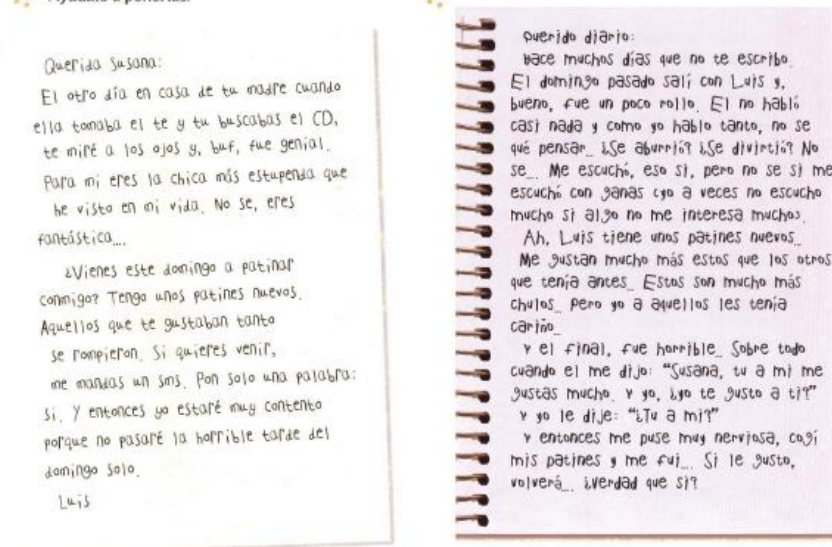 Ayúdale a ponerlas.
Querida Susana:
El otro día en casa de tu madre cuando
ella tomaba el te y tu buscabas el CD,
te miré a los ojos y, buf, fue genial.
Para mi eres la chica más estupenda que
he visto en mi vida. No se, eres
fantástica...
¿Vienes este domingo a patinar
conmigo? Tengo unos patines nuevos.
Aquellos que te gustaban tanto
se rompieron. Si quieres venir,
me mandas un sms. Pon solo una palabra:
si. Y entonces yo estaré muy contento
porque no pasaré la horrible tarde del
domingo solo.
Luis
Querido diario:
Hace muchos días que no te escribo.
El domingo pasado salí con Luis y,
bueno, fue un poco rollo. El no habló
casi nada y como yo hablo tanto, no se
qué pensar... ¿Se aburrió? ¿Se divirtió? No
se... Me escuchó, eso si, pero no se si me
escuchó con ganas (yo a veces no escucho
mucho si algo no me interesa mucho).
Ah, Luis tiene unos patines nuevos...
Me gustan mucho más estos que los otros
que tenía antes... Estos son mucho más
chulos... Pero yo a aquellos les tenía
cariño...
Y el final, fue horrible... Sobre todo
cuando el me dijo: "Susana, tu a mi me
gustas mucho. Y yo, ¿yo te gusto a ti?"
Y yo le dije: "¿Tu a mi?"
Y entonces me puse muy nerviosa, cogí
mis patines y me fui... Si le gusto,
volverá... ¿verdad que si?